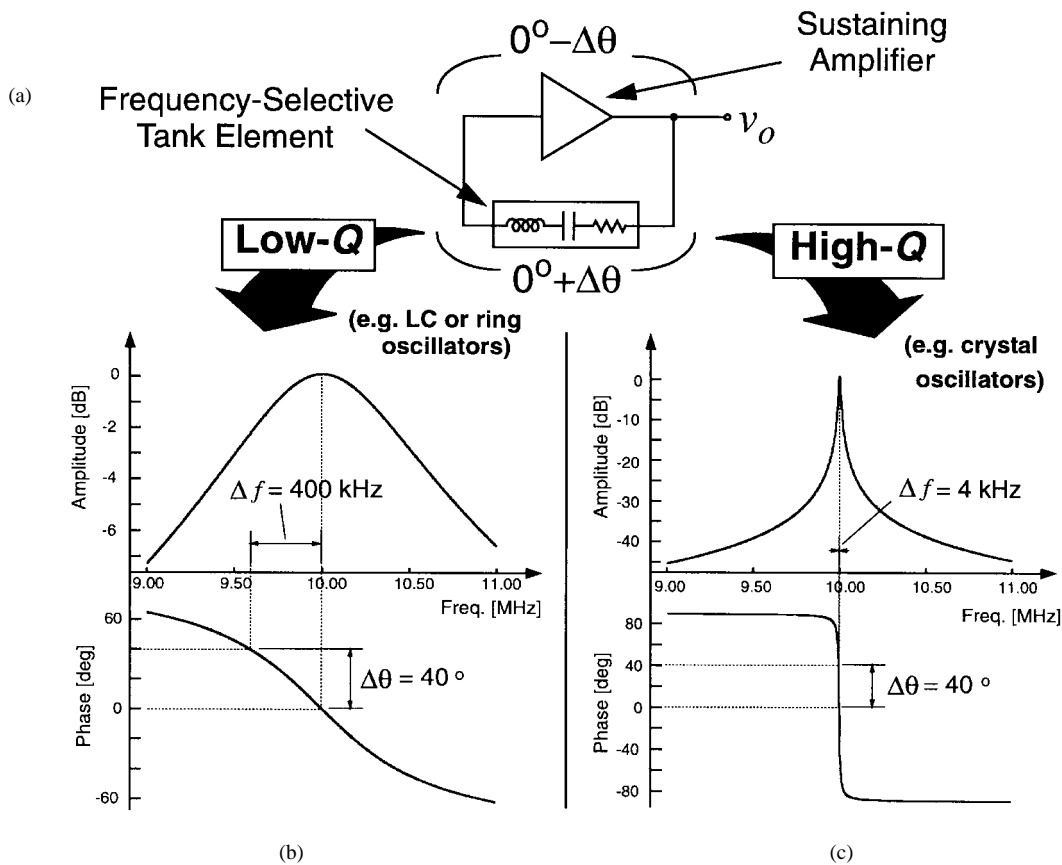 (a)
0°−Δθ
Sustaining
Amplifier
Frequency-Selective
Tank Element
v_o
Low-Q
High-Q
0°+Δθ
(e.g. LC or ring
oscillators)
(e.g. crystal
oscillators)
Amplitude [dB]
0
-2
-4
-6
Δf = 400 kHz
9.00
9.50
10.00
10.50
11.00
Freq. [MHz]
Phase [deg]
60
0
-60
Δθ = 40 °
Amplitude [dB]
0
-10
-20
-30
-40
Δf = 4 kHz
9.00
9.50
10.00
10.50
11.00
Freq. [MHz]
Phase [deg]
80
40
0
-80
Δθ = 40 °
(b)
(c)